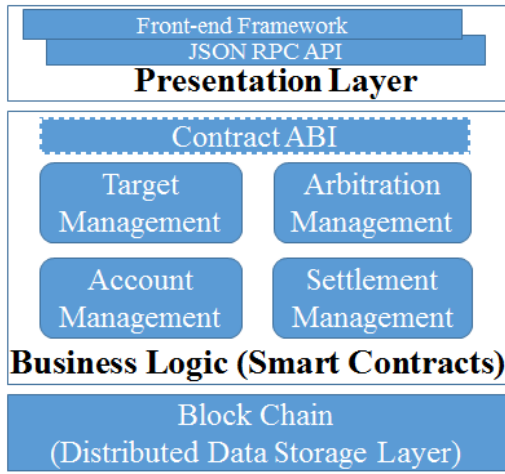 Front-end Framework
JSON RPC API
Presentation Layer
Contract ABI
Target
Management
Arbitration
Management
Account
Management
Settlement
Management
Business Logic (Smart Contracts)
Block Chain
(Distributed Data Storage Layer)